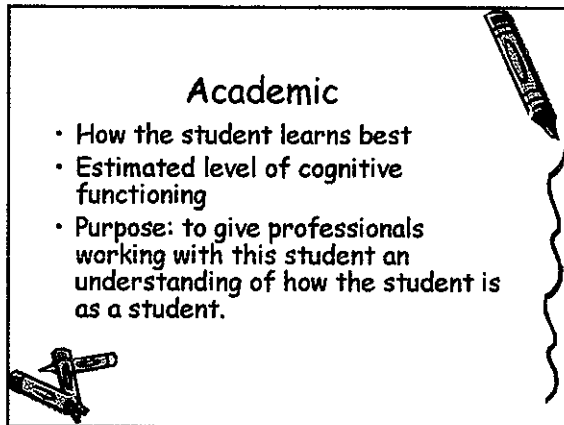 Academic
• How the student learns best
• Estimated level of cognitive
functioning
• Purpose: to give professionals
working with this student an
understanding of how the student is
as a student.